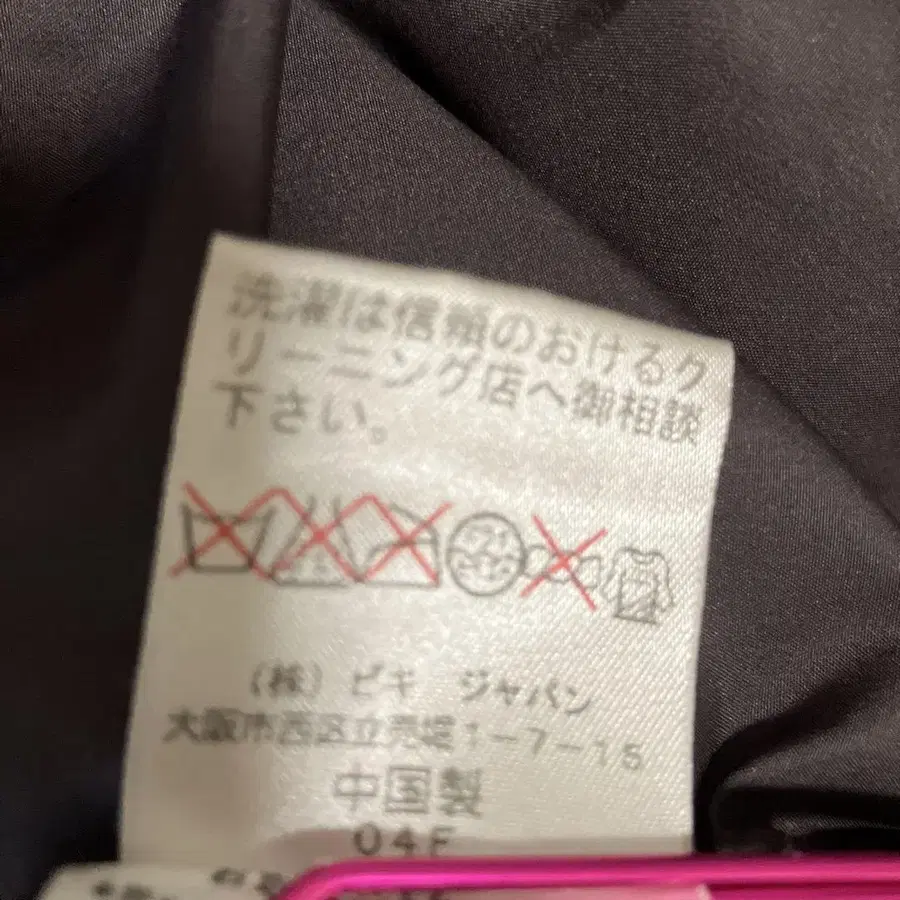 洗濯は信頼のおけるク
リーニング店へ御相談
下さい。
(株) ビキ ジャパン
大阪市西区立売堀1-7-15
中国製
04F